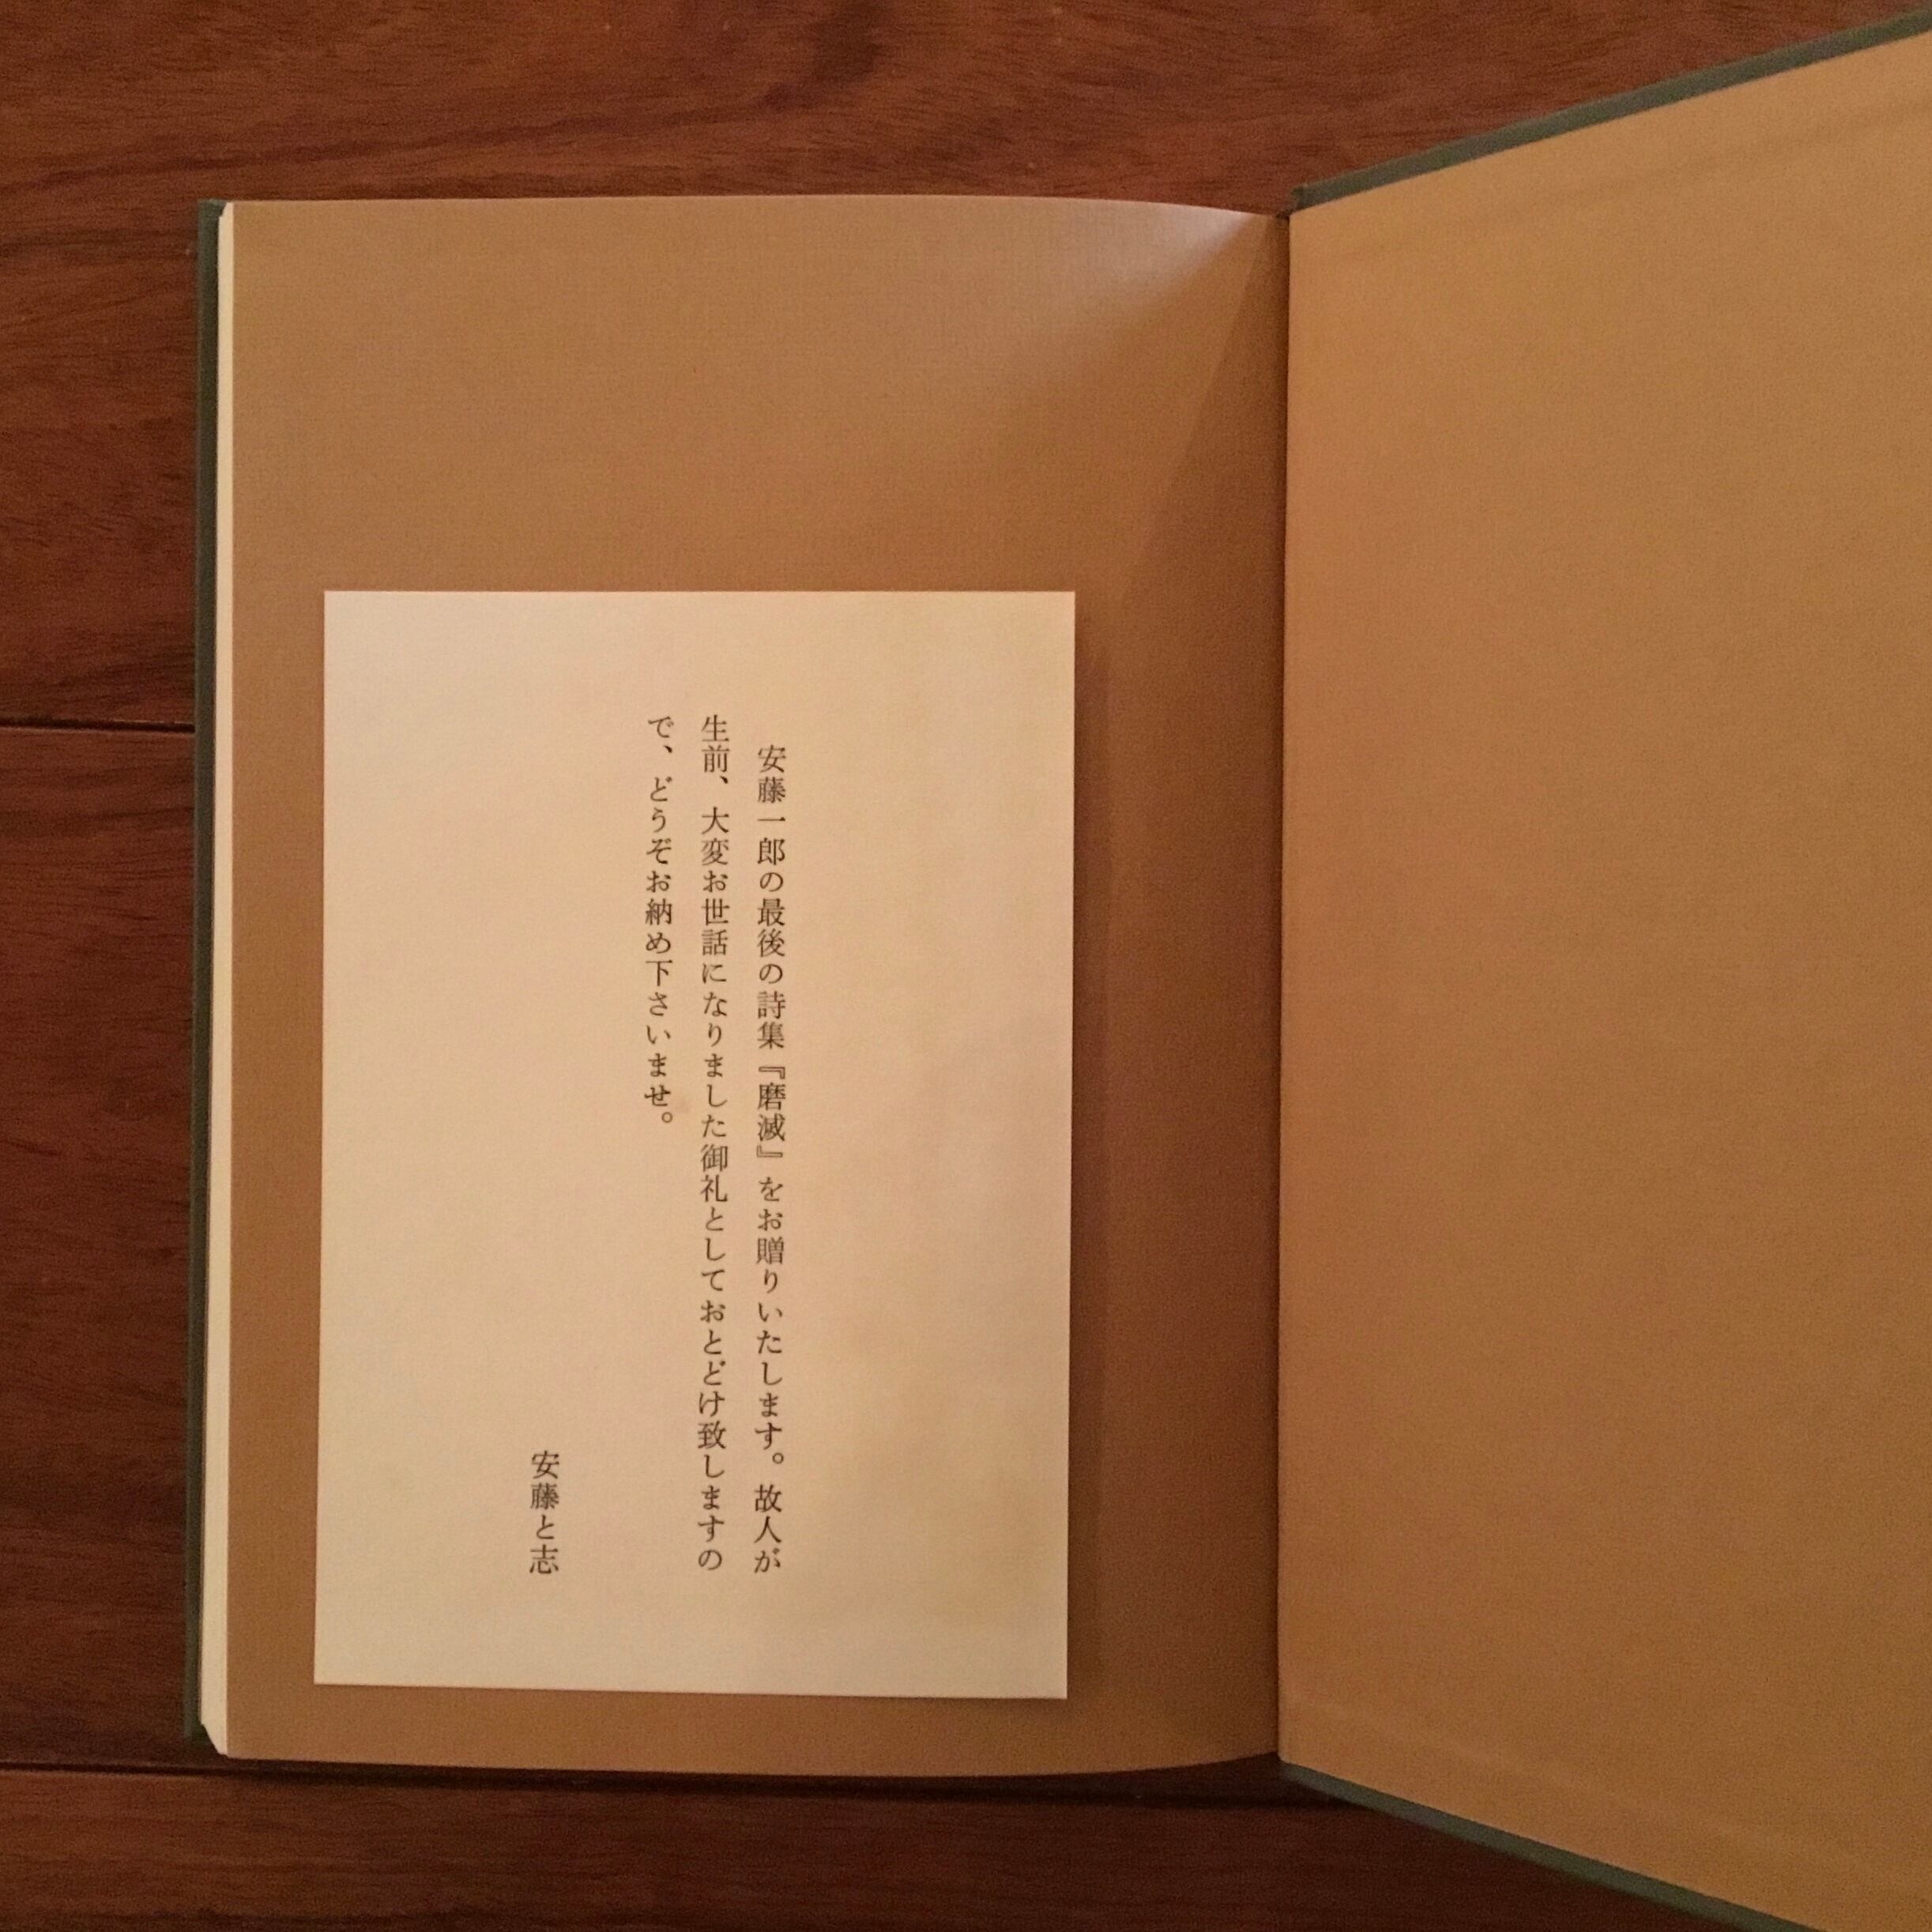 安藤一郎の最後の詩集『磨滅』をお贈りいたします。故人が
生前、大変お世話になりました御礼としておとどけ致しますの
で、どうぞお納め下さいませ。
安藤と志